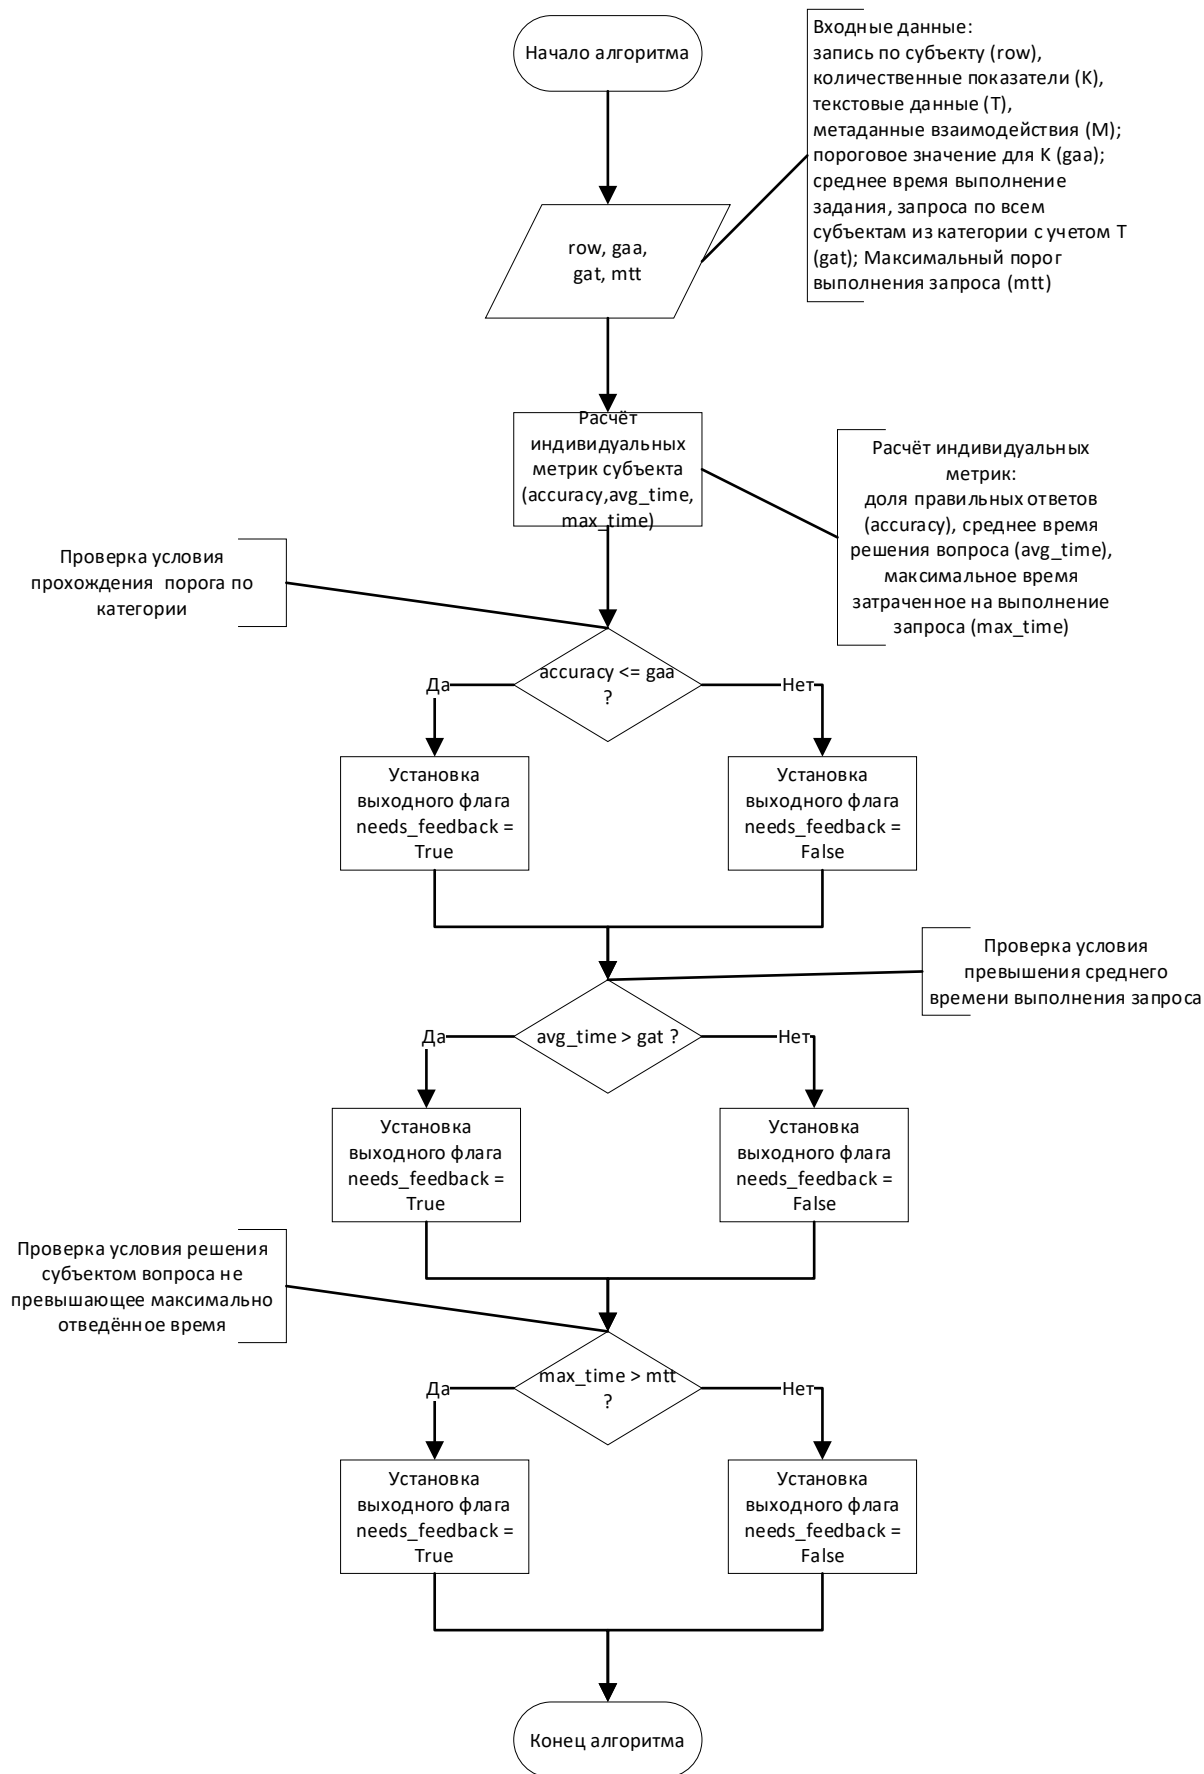 Начало алгоритма
Входные данные:
запись по субъекту (row),
количественные показатели (K),
текстовые данные (T),
метаданные взаимодействия (M);
пороговое значение для K (gaa);
среднее время выполнение
задания, запроса по всем
субъектам из категории с учетом T
(gat); Максимальный порог
выполнения запроса (mtt)
row, gaa,
gat, mtt
Расчёт
индивидуальных
метрик субъекта
(accuracy,avg_time,
max_time)
Расчёт индивидуальных
метрик:
доля правильных ответов
(accuracy), среднее время
решения вопроса (avg_time),
максимальное время
затраченное на выполнение
запроса (max_time)
Проверка условия
прохождения  порога по
категории
accuracy <= gaa
?
Да
Нет
Установка
выходного флага
needs_feedback =
True
Установка
выходного флага
needs_feedback =
False
Проверка условия
превышения среднего
времени выполнения запроса
avg_time > gat ?
Да
Нет
Установка
выходного флага
needs_feedback =
True
Установка
выходного флага
needs_feedback =
False
Проверка условия решения
субъектом вопроса не
превышающее максимально
отведённое время
max_time > mtt
?
Да
Нет
Установка
выходного флага
needs_feedback =
True
Установка
выходного флага
needs_feedback =
False
Конец алгоритма